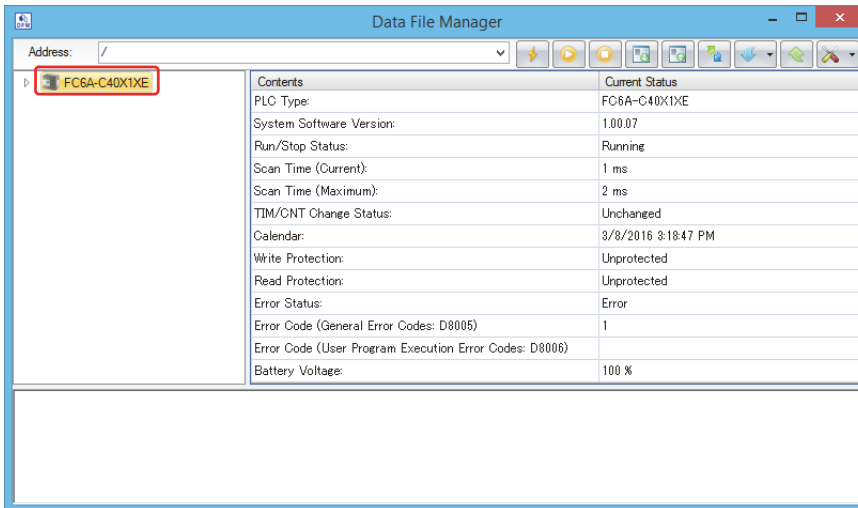 DFM
Data File Manager
Address: /
FC6A-C40X1XE
Contents Current Status
PLC Type: FC6A-C40X1XE
System Software Version: 1.00.07
Run/Stop Status: Running
Scan Time (Current): 1 ms
Scan Time (Maximum): 2 ms
TIM/CNT Change Status: Unchanged
Calendar: 3/8/2016 3:18:47 PM
Write Protection: Unprotected
Read Protection: Unprotected
Error Status: Error
Error Code (General Error Codes: D8005) 1
Error Code (User Program Execution Error Codes: D8006)
Battery Voltage: 100 %